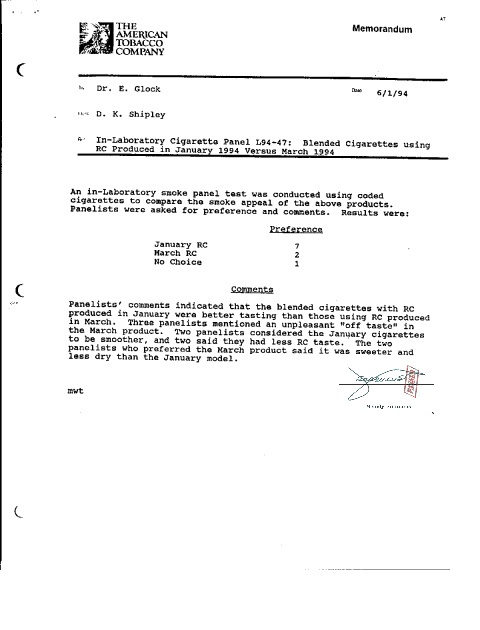 THE
AMERICAN
TOBACCO
COMPANY
Memorandum
To Dr. E. Glock
Date 6/1/94
D. K. Shipley
In-Laboratory Cigarette Panel L94-47: Blended Cigarettes using
RC Produced in January 1994 Versus March 1994
An in-Laboratory smoke panel test was conducted using coded
cigarettes to compare the smoke appeal of the above products.
Panelists were asked for preference and comments. Results were:
Preference
January RC 7
March RC 2
No Choice 1
Comments
Panelists' comments indicated that the blended cigarettes with RC
produced in January were better tasting than those using RC produced
in March. Three panelists mentioned an unpleasant "off taste" in
the March product. Two panelists considered the January cigarettes
to be smoother, and two said they had less RC taste. The two
panelists who preferred the March product said it was sweeter and
less dry than the January model.
mwt